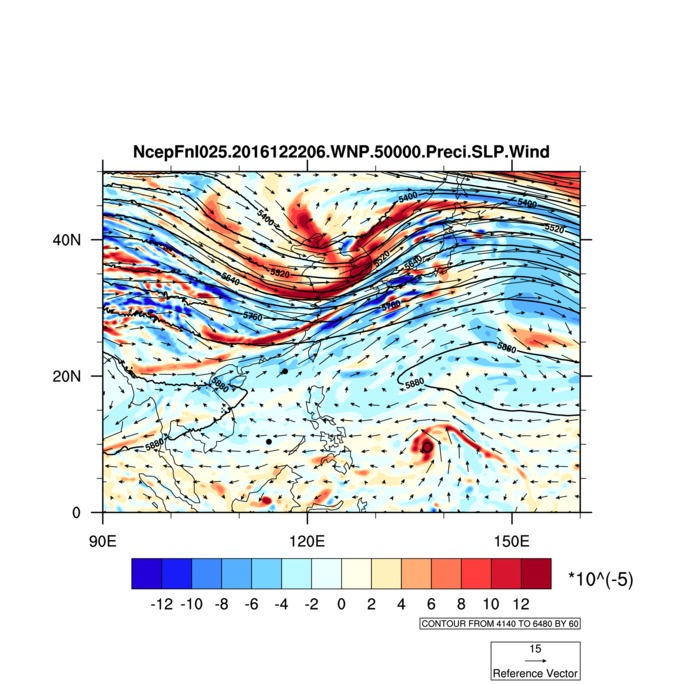 NcepFnl025.2016122206.WNP.50000.Preci.SLP.Wind
5400
5400
5400
5520
40N
5520
5640
5520
5640
5760
5760
5880
20N
5880
5880
5880
0
90E 120E 150E
-12 -10 -8 -6 -4 -2 0 2 4 6 8 10 12
*10^(-5)
CONTOUR FROM 4140 TO 6480 BY 60
15
Reference Vector